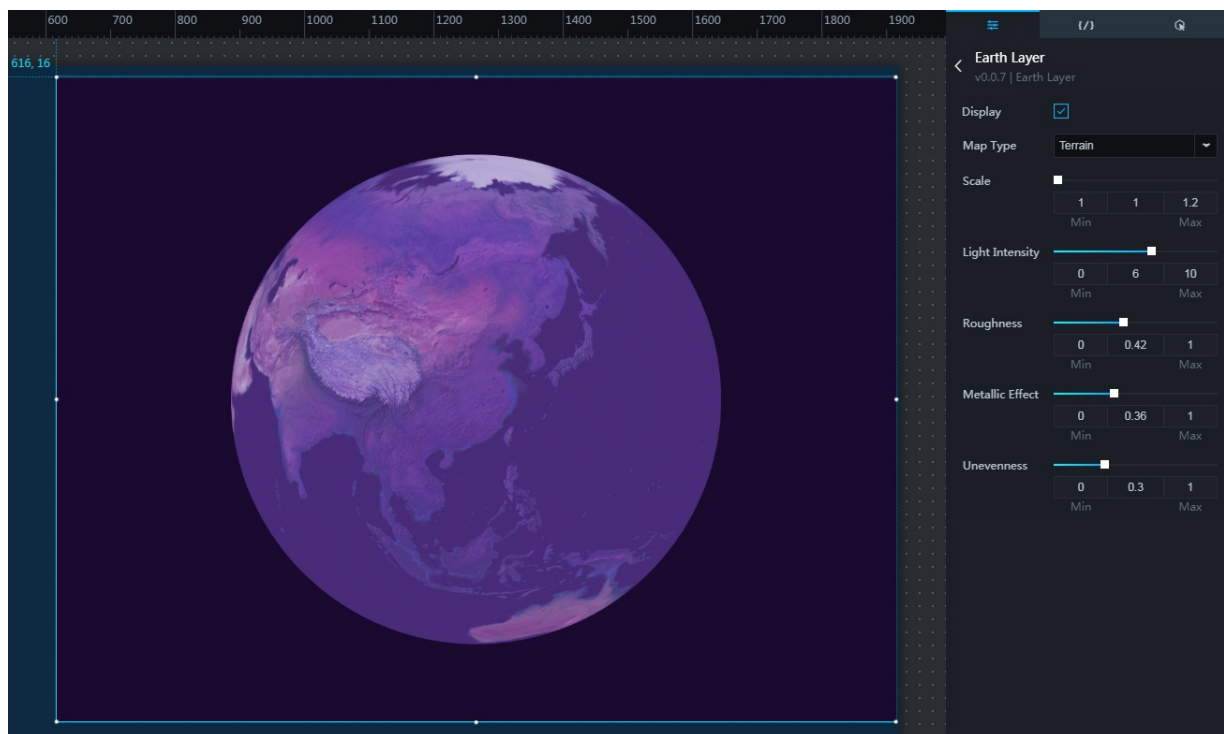 600 700 800 900 1000 1100 1200 1300 1400 1500 1600 1700 1800 1900
{/}
616, 16
Earth Layer
v0.0.7 | Earth Layer
Display
Map Type Terrain
Scale
1 1 1.2
Min Max
Light Intensity
0 6 10
Min Max
Roughness
0 0.42 1
Min Max
Metallic Effect
0 0.36 1
Min Max
Unevenness
0 0.3 1
Min Max